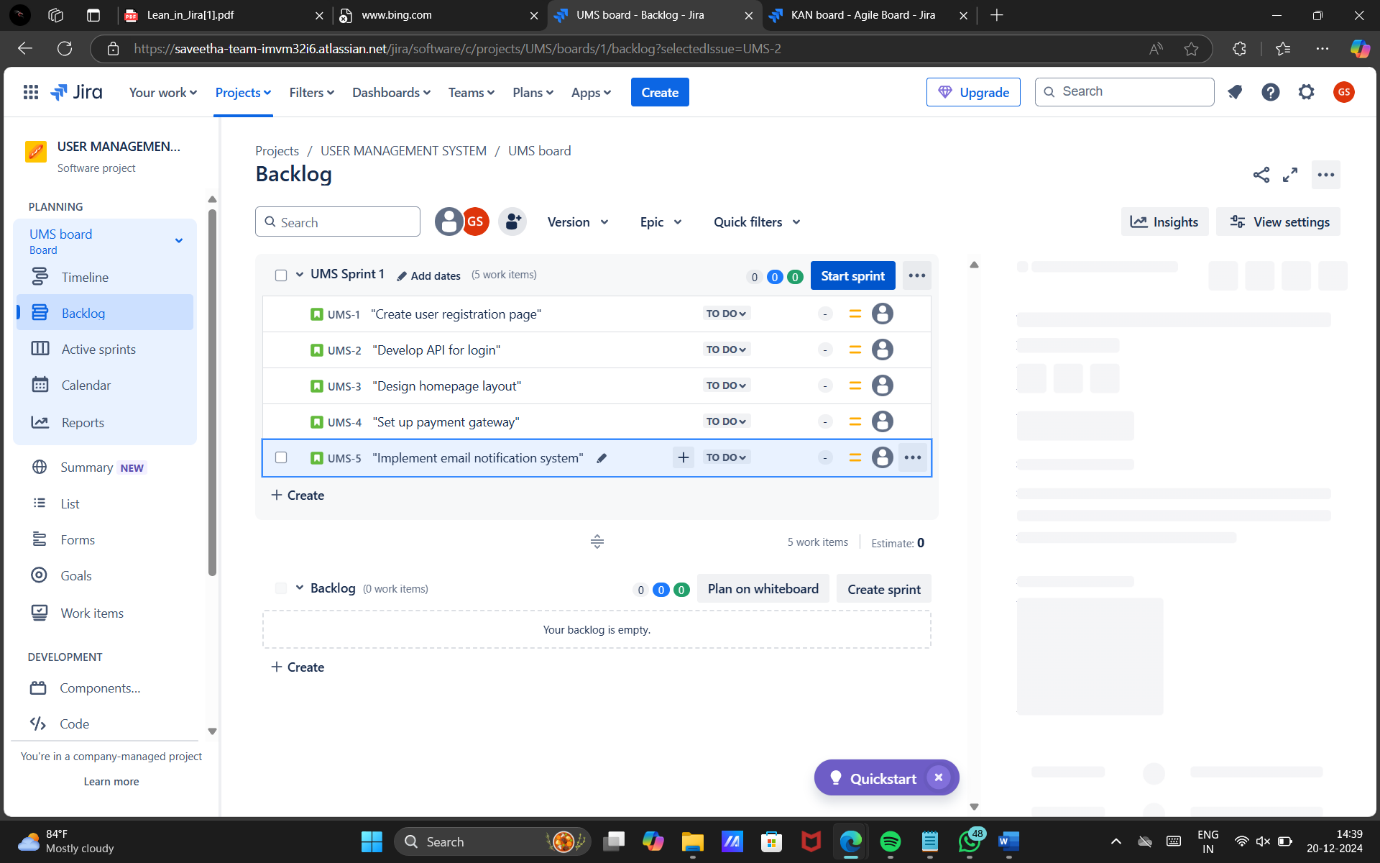 Lean_in_Jira[1].pdf
www.bing.com
UMS board - Backlog - Jira
KAN board - Agile Board - Jira
https://saveetha-team-imvm32i6.atlassian.net/jira/software/c/projects/UMS/boards/1/backlog?selectedIssue=UMS-2
Jira
Your work
Projects
Filters
Dashboards
Teams
Plans
Apps
Create
Upgrade
Search
GS
USER MANAGEMEN...
Software project
PLANNING
UMS board
Board
Timeline
Backlog
Active sprints
Calendar
Reports
Summary NEW
List
Forms
Goals
Work items
DEVELOPMENT
Components...
Code
You're in a company-managed project
Learn more
Projects / USER MANAGEMENT SYSTEM / UMS board
Backlog
Search
GS
Version
Epic
Quick filters
Insights
View settings
UMS Sprint 1 Add dates (5 work items) 0 0 0 Start sprint
UMS-1 "Create user registration page" TO DO -
UMS-2 "Develop API for login" TO DO -
UMS-3 "Design homepage layout" TO DO -
UMS-4 "Set up payment gateway" TO DO -
UMS-5 "Implement email notification system" TO DO -
+ Create
5 work items Estimate: 0
Backlog (0 work items) 0 0 0 Plan on whiteboard Create sprint
Your backlog is empty.
+ Create
Quickstart
84°F
Mostly cloudy
Search
48
ENG
IN
14:39
20-12-2024